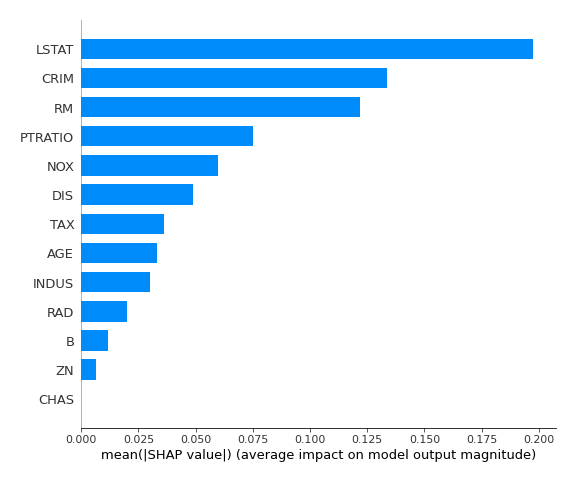 LSTAT
CRIM
RM
PTRATIO
NOX
DIS
TAX
AGE
INDUS
RAD
B
ZN
CHAS
0.000 0.025 0.050 0.075 0.100 0.125 0.150 0.175 0.200
mean(|SHAP value|) (average impact on model output magnitude)